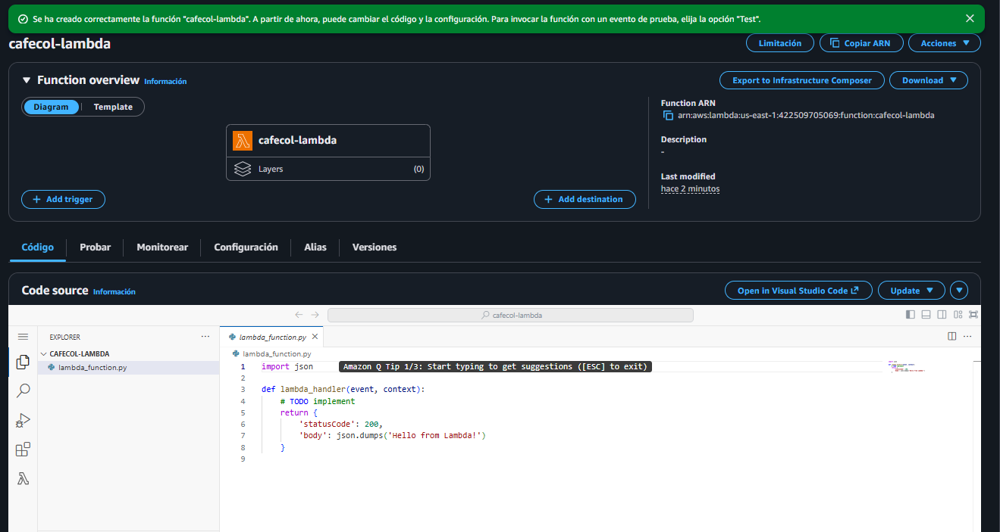 Se ha creado correctamente la función "cafecol-lambda". A partir de ahora, puede cambiar el código y la configuración. Para invocar la función con un evento de prueba, elija la opción "Test".
cafecol-lambda
Limitación
Copiar ARN
Acciones
Function overview Información
Export to Infrastructure Composer
Download
Diagram
Template
Function ARN
arn:aws:lambda:us-east-1:422509705069:function:cafecol-lambda
cafecol-lambda
Description
-
Layers (0)
Last modified
hace 2 minutos
+ Add trigger
+ Add destination
Código
Probar
Monitorear
Configuración
Alias
Versiones
Code source Información
Open in Visual Studio Code
Update
cafecol-lambda
EXPLORER
lambda_function.py
CAFECOL-LAMBDA
lambda_function.py
lambda_function.py
1 import json
Amazon Q Tip 1/3: Start typing to get suggestions ([ESC] to exit)
2
3 def lambda_handler(event, context):
4 # TODO implement
5 return {
6 'statusCode': 200,
7 'body': json.dumps('Hello from Lambda!')
8 }
9